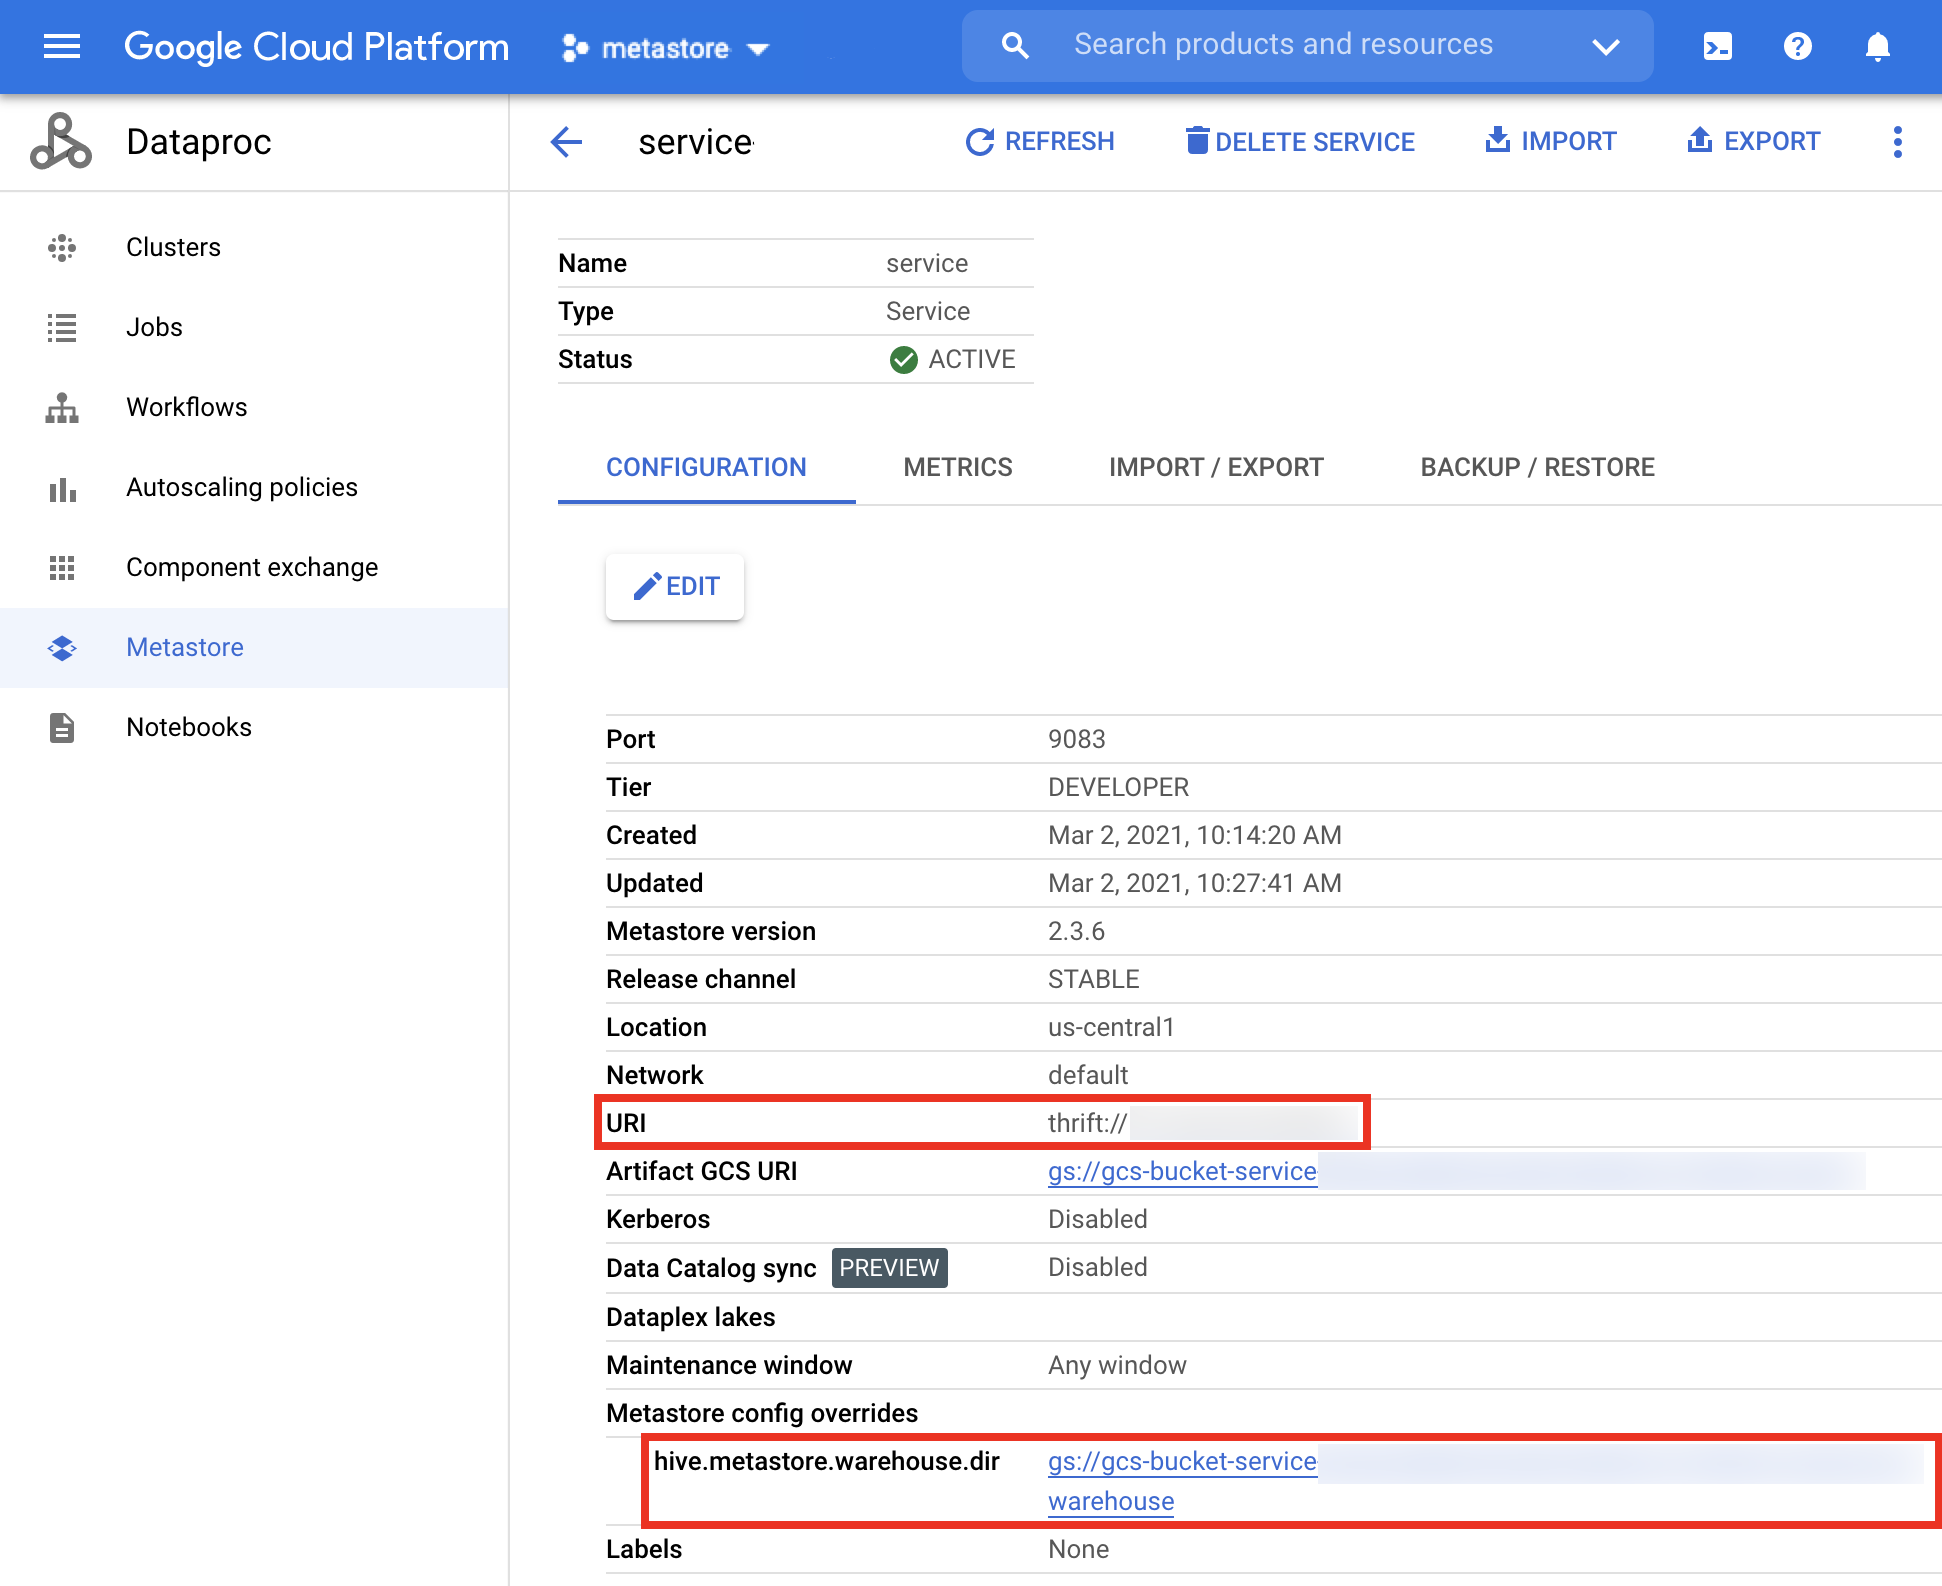 Google Cloud Platform metastore Search products and resources
Dataproc
service
REFRESH DELETE SERVICE IMPORT EXPORT
Clusters
Jobs
Workflows
Autoscaling policies
Component exchange
Metastore
Notebooks
Name service
Type Service
Status ACTIVE
CONFIGURATION METRICS IMPORT / EXPORT BACKUP / RESTORE
EDIT
Port 9083
Tier DEVELOPER
Created Mar 2, 2021, 10:14:20 AM
Updated Mar 2, 2021, 10:27:41 AM
Metastore version 2.3.6
Release channel STABLE
Location us-central1
Network default
URI thrift://
Artifact GCS URI gs://gcs-bucket-service-
Kerberos Disabled
Data Catalog sync PREVIEW Disabled
Dataplex lakes
Maintenance window Any window
Metastore config overrides
hive.metastore.warehouse.dir gs://gcs-bucket-service-
warehouse
Labels None